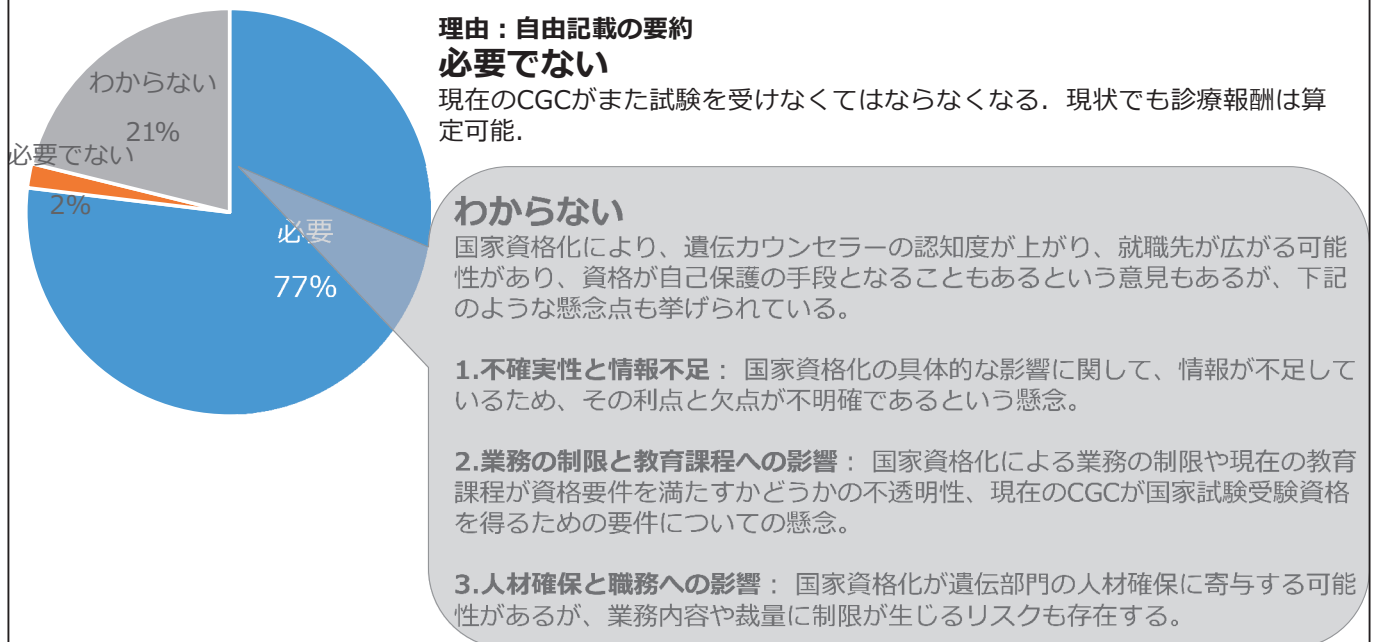 わからない
21%
必要でない
2%
必要
77%
理由：自由記載の要約
必要でない
現在のCGCがまた試験を受けなくてはならなくなる．現状でも診療報酬は算
定可能．
わからない
国家資格化により、遺伝カウンセラーの認知度が上がり、就職先が広がる可能
性があり、資格が自己保護の手段となることもあるという意見もあるが、下記
のような懸念点も挙げられている。
1.不確実性と情報不足： 国家資格化の具体的な影響に関して、情報が不足して
いるため、その利点と欠点が不明確であるという懸念。
2.業務の制限と教育課程への影響： 国家資格化による業務の制限や現在の教育
課程が資格要件を満たすかどうかの不透明性、現在のCGCが国家試験受験資格
を得るための要件についての懸念。
3.人材確保と職務への影響： 国家資格化が遺伝部門の人材確保に寄与する可能
性があるが、業務内容や裁量に制限が生じるリスクも存在する。